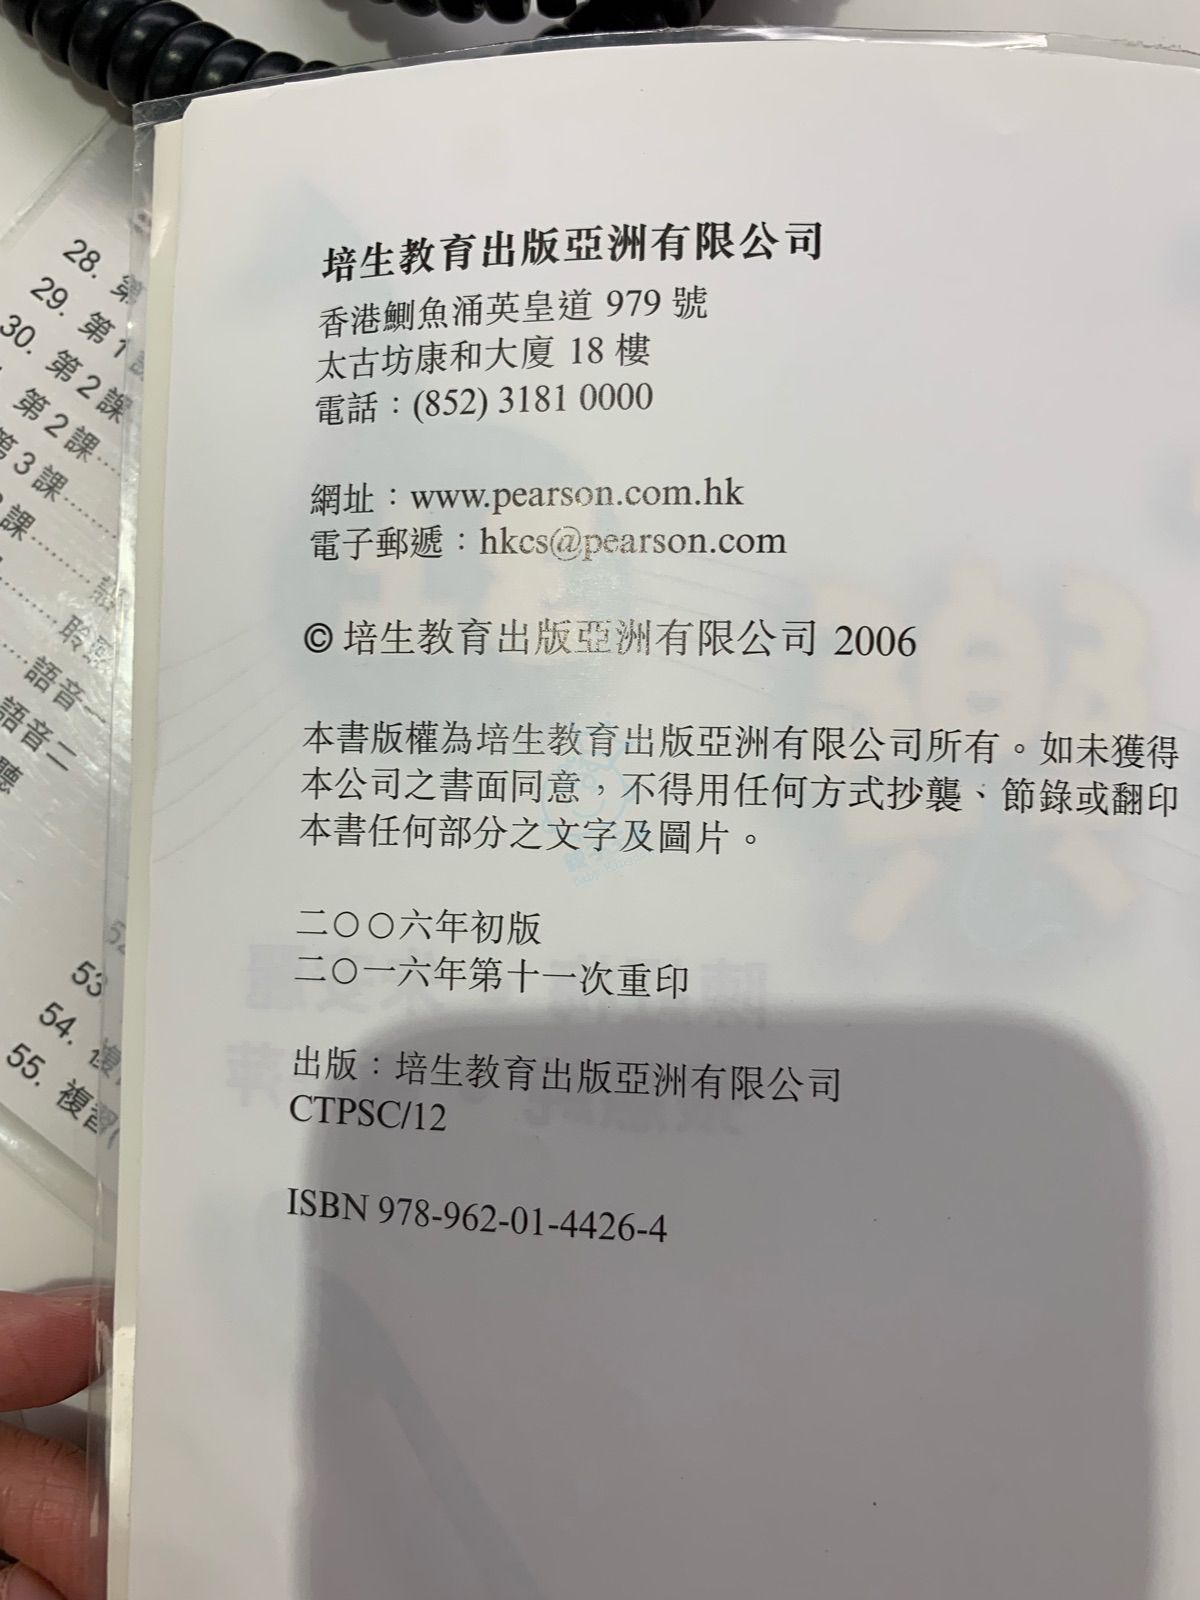 培生教育出版亞洲有限公司
香港鰂魚涌英皇道 979 號
太古坊康和大廈 18 樓
電話：(852) 3181 0000
網址：www.pearson.com.hk
電子郵遞：hkcs@pearson.com
© 培生教育出版亞洲有限公司 2006
本書版權為培生教育出版亞洲有限公司所有。如未獲得
本公司之書面同意，不得用任何方式抄襲、節錄或翻印
本書任何部分之文字及圖片。
二〇〇六年初版
二〇一六年第十一次重印
出版：培生教育出版亞洲有限公司
CTPSC/12
ISBN 978-962-01-4426-4
28. 第
29. 第1課
30. 第2課
第2課
第3課
課
語音一
語音二
聽
53
54. 複
55. 複習